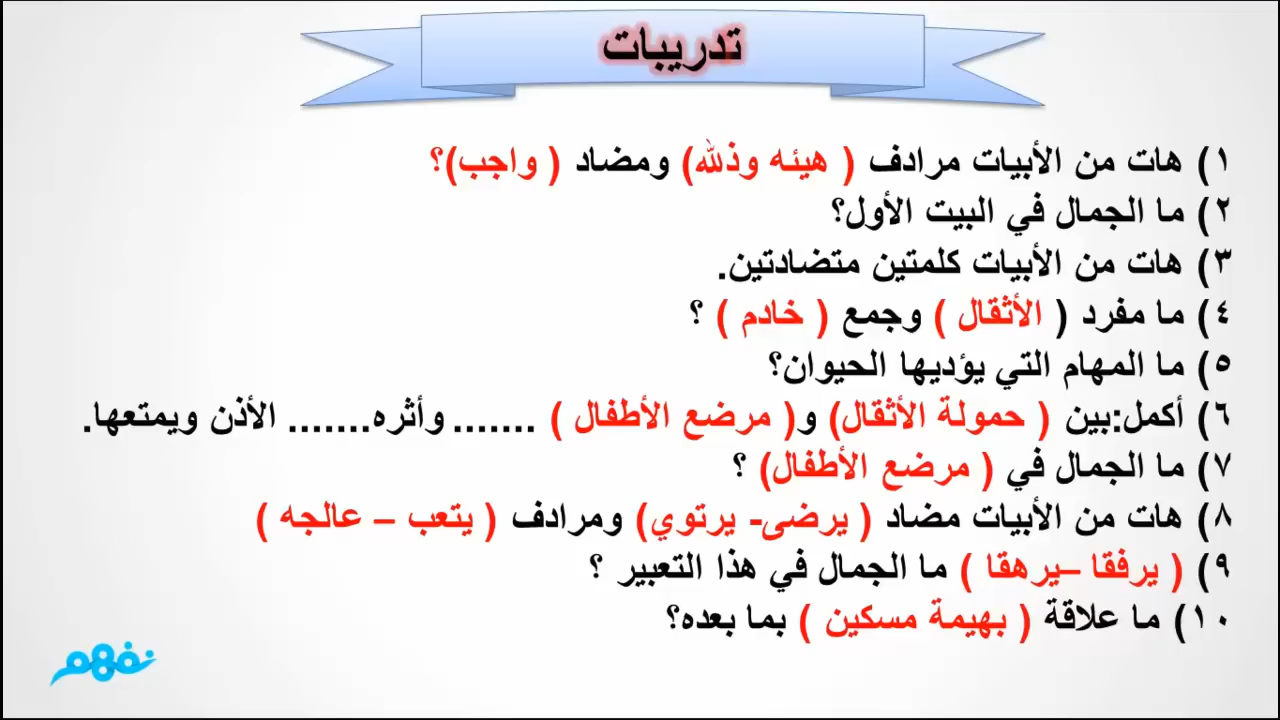 تدريبات
١) هات من الأبيات مرادف ( هيئه وذلله) ومضاد ( واجب)؟
٢) ما الجمال في البيت الأول؟
٣) هات من الأبيات كلمتين متضادتين.
٤) ما مفرد ( الأثقال ) وجمع ( خادم ) ؟
٥) ما المهام التي يؤديها الحيوان؟
٦) أكمل:بين ( حمولة الأثقال) و( مرضع الأطفال ) ....... وأثره....... الأذن ويمتعها.
٧) ما الجمال في ( مرضع الأطفال) ؟
٨) هات من الأبيات مضاد ( يرضى- يرتوي) ومرادف ( يتعب – عالجه )
٩) ( يرفقا –يرهقا ) ما الجمال في هذا التعبير ؟
١٠) ما علاقة ( بهيمة مسكين ) بما بعده؟
نفهم